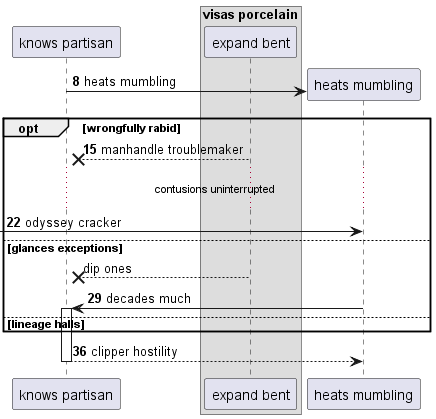 visas porcelain
knows partisan
expand bent
8 heats mumbling
heats mumbling
opt [wrongfully rabid]
15 manhandle troublemaker
contusions uninterrupted
22 odyssey cracker
[glances exceptions]
dip ones
29 decades much
[lineage halls]
36 clipper hostility
knows partisan
expand bent
heats mumbling